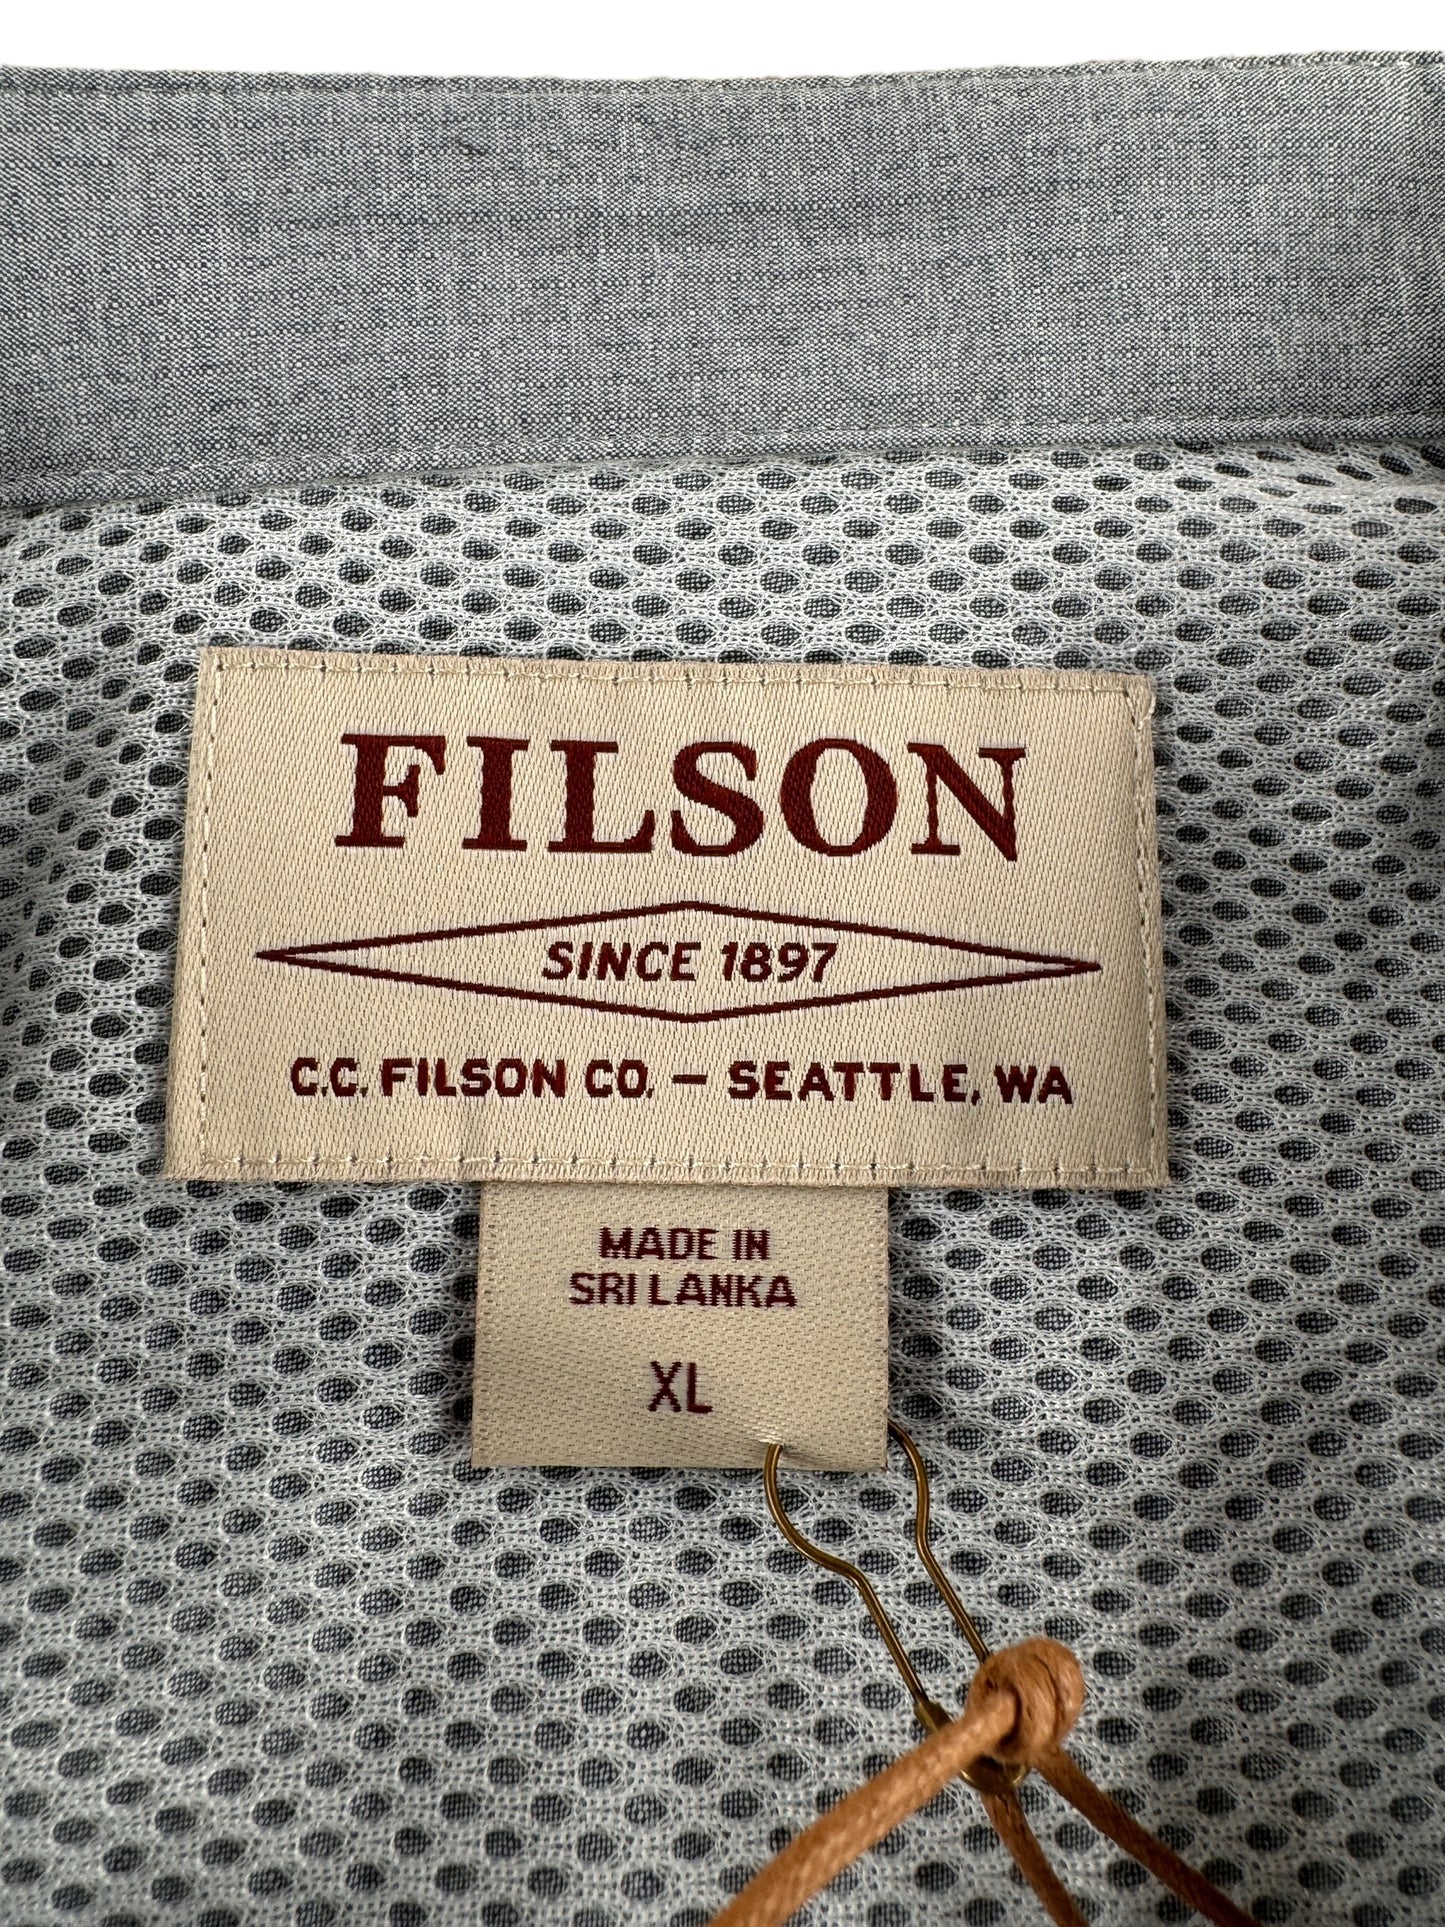 FILSON
SINCE 1897
C.C. FILSON CO. – SEATTLE, WA
MADE IN
SRI LANKA
XL